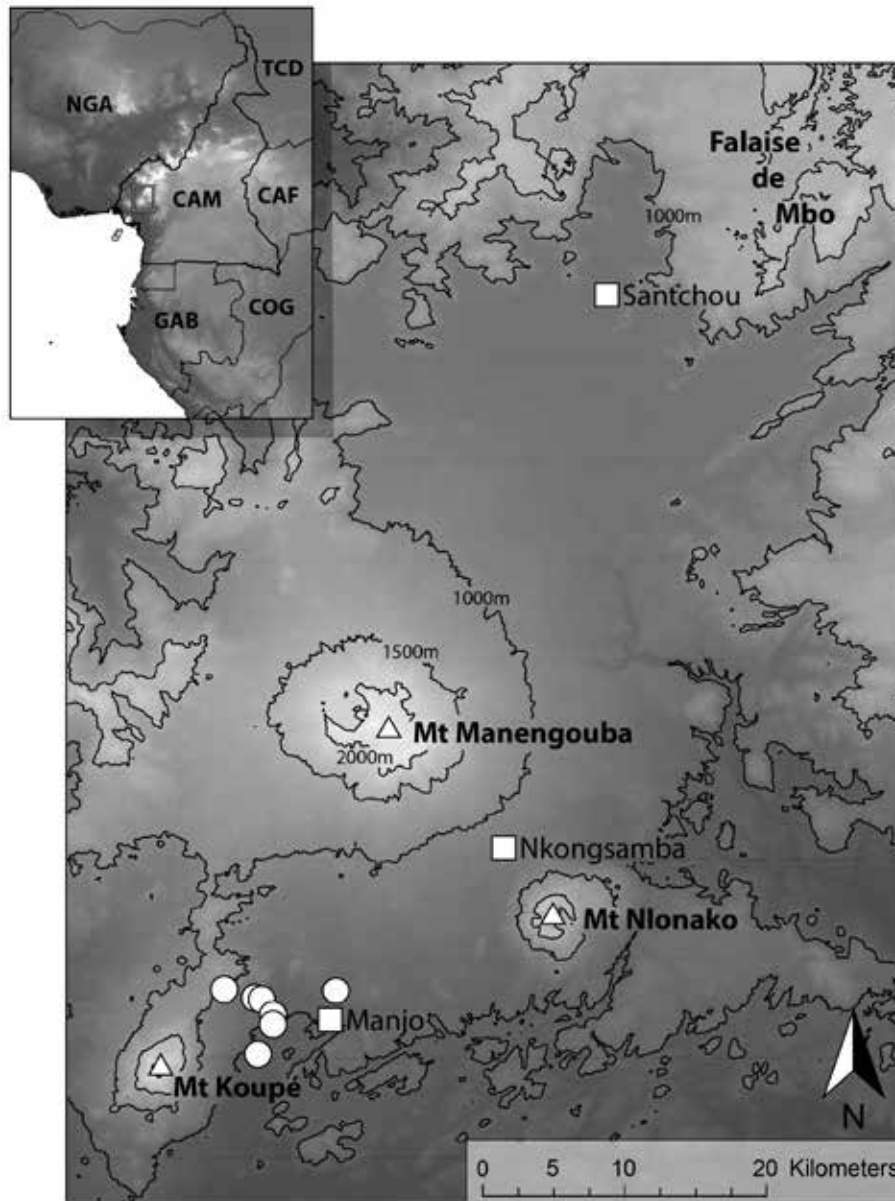 TCD
NGA
CAM
CAF
GAB
COG
Falaise
de
Mbô
1000m
Santchou
1000m
1500m
Mt Manengouba
2000m
Nkongsamba
Mt Nlonako
Manjo
Mt Koupé
N
0 5 10 20 Kilometers